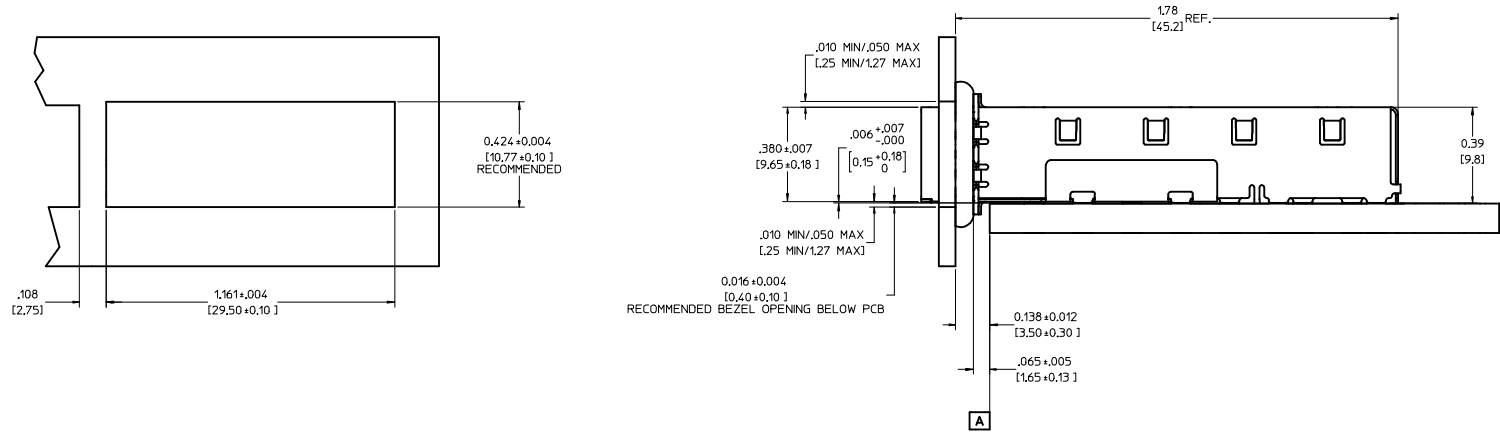 0.424±0.004
[10.77±0.10 ]
RECOMMENDED
.108
[2.75]
1.161±.004
[29.50±0.10 ]
1.78
[45.2]
REF.
.010 MIN/.050 MAX
[.25 MIN/1.27 MAX]
.380±.007
[9.65±0.18 ]
.006 +.007
-.000
[0.15 +0.18
0 ]
0.39
[9.8]
.010 MIN/.050 MAX
[.25 MIN/1.27 MAX]
0.016±0.004
[0.40±0.10 ]
RECOMMENDED BEZEL OPENING BELOW PCB
0.138±0.012
[3.50±0.30 ]
.065±.005
[1.65±0.13 ]
A